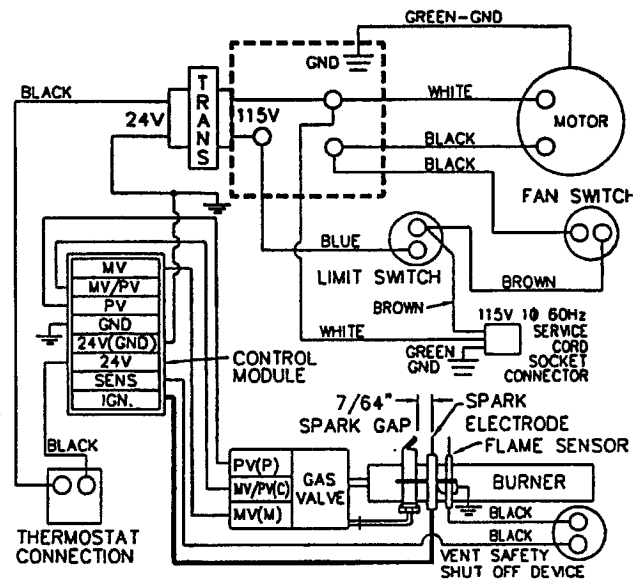 GREEN-GND
GND
BLACK
TRANS
24V
115V
WHITE
MOTOR
BLACK
BLACK
FAN SWITCH
BLUE
LIMIT SWITCH
BROWN
BROWN
MV
MV/PV
PV
GND
24V(GND)
24V
SENS
IGN.
WHITE
115V 1Ø 60Hz
SERVICE
CORD
SOCKET
CONNECTOR
GREEN
GND
CONTROL
MODULE
7/64"
SPARK GAP
SPARK
ELECTRODE
FLAME SENSOR
BLACK
PV(P)
MV/PV(C)
MV(M)
GAS
VALVE
BURNER
BLACK
BLACK
THERMOSTAT
CONNECTION
VENT SAFETY
SHUT OFF DEVICE